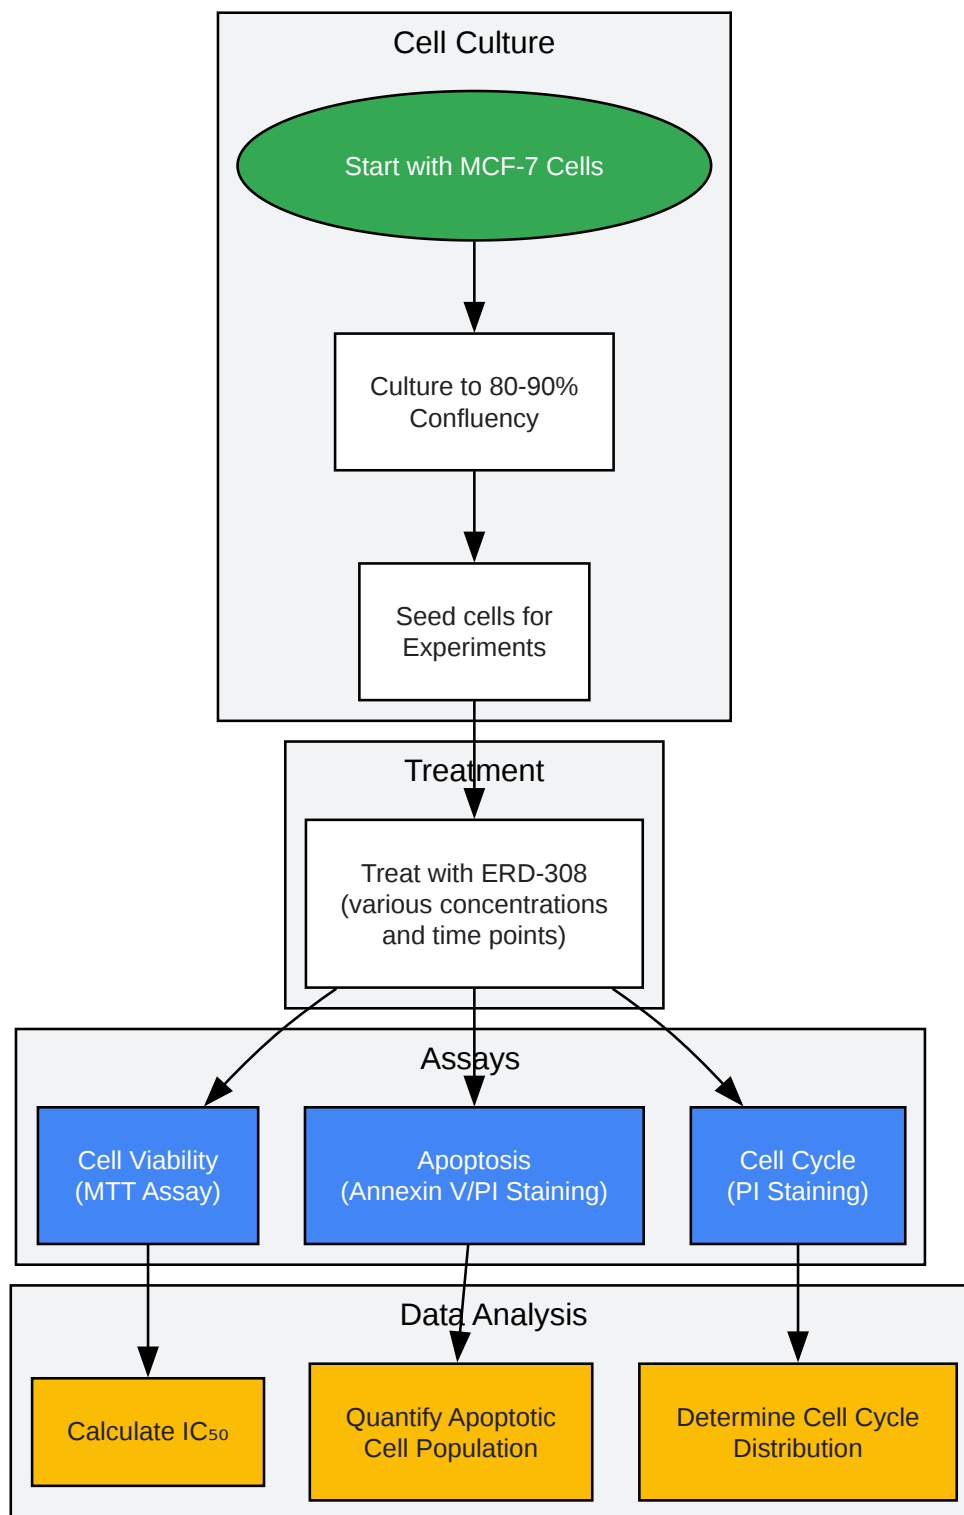 Cell Culture
Start with MCF-7 Cells
Culture to 80-90%
Confluency
Seed cells for
Experiments
Treatment
Treat with ERD-308
(various concentrations
and time points)
Assays
Cell Viability
(MTT Assay)
Apoptosis
(Annexin V/PI Staining)
Cell Cycle
(PI Staining)
Data Analysis
Calculate IC₅₀
Quantify Apoptotic
Cell Population
Determine Cell Cycle
Distribution